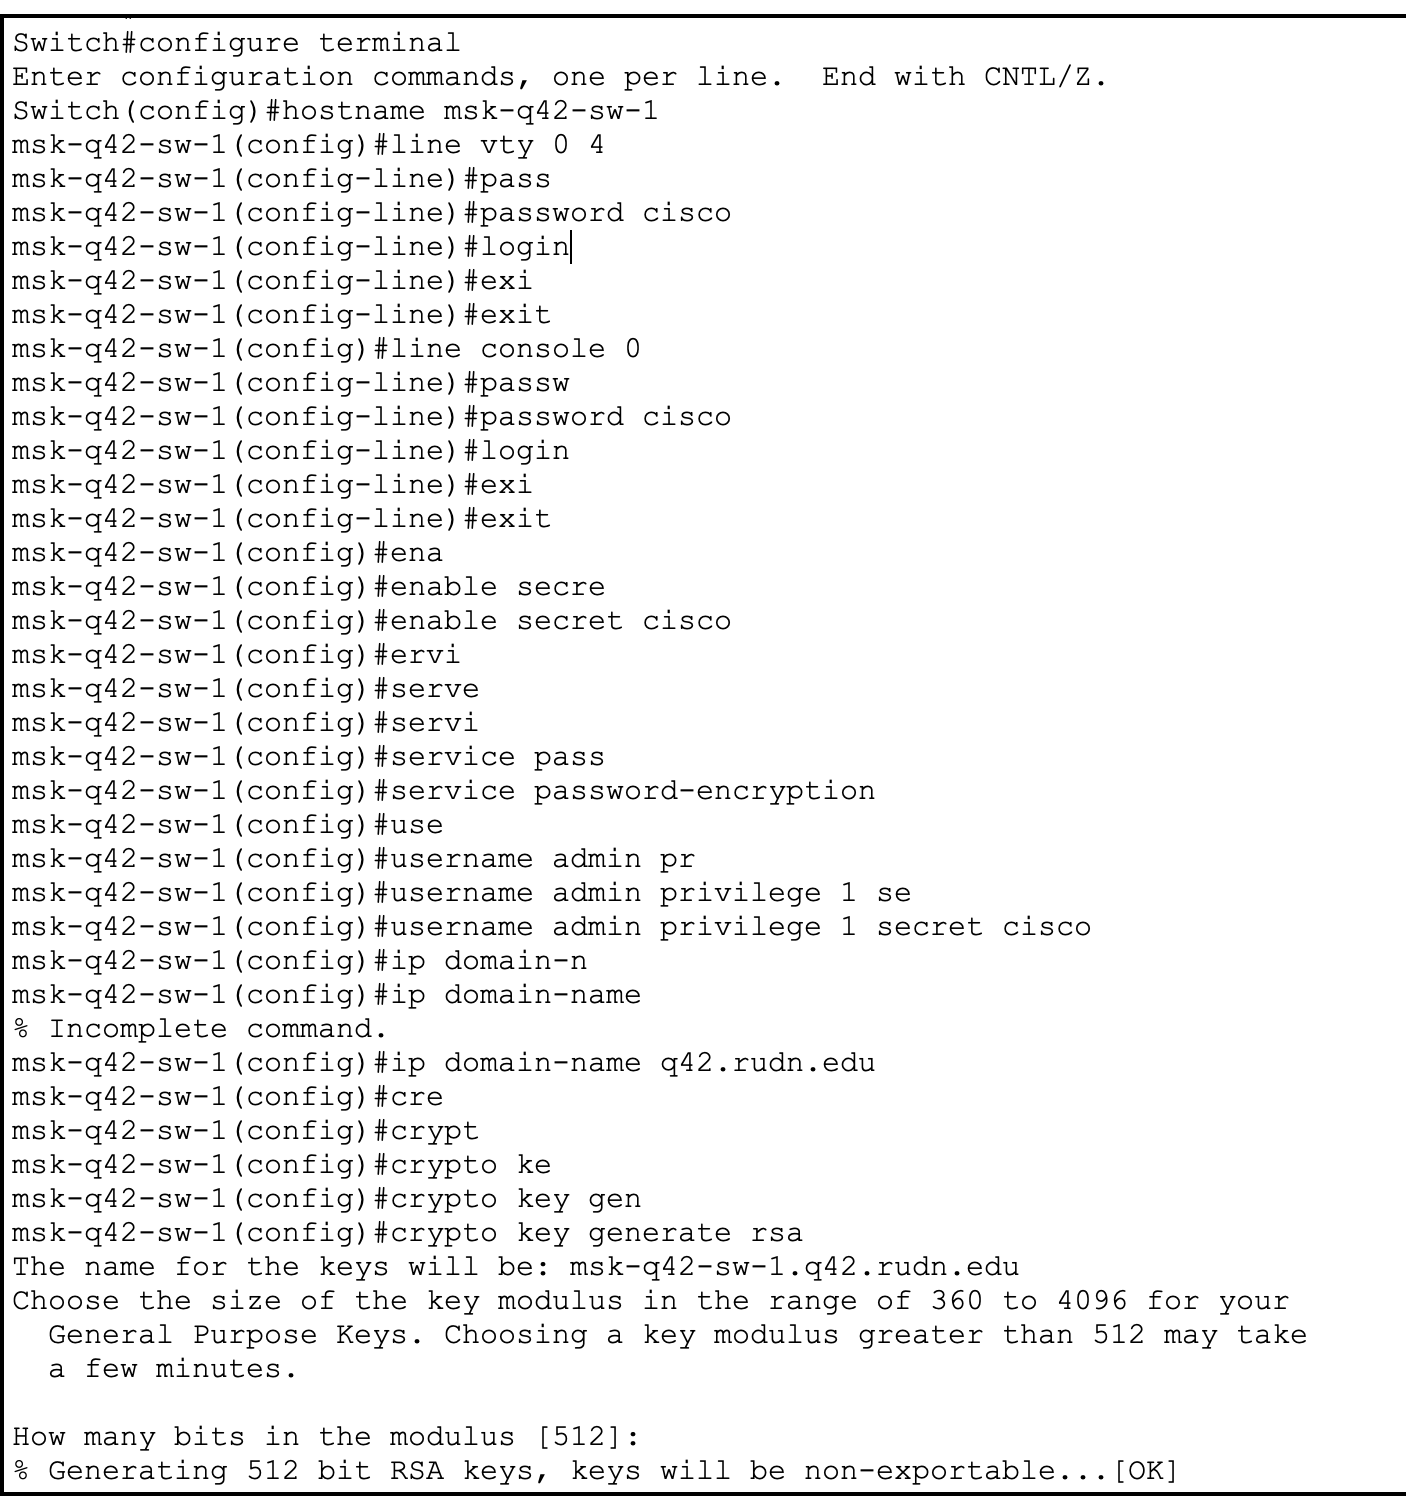 Switch#configure terminal
Enter configuration commands, one per line.  End with CNTL/Z.
Switch(config)#hostname msk-q42-sw-1
msk-q42-sw-1(config)#line vty 0 4
msk-q42-sw-1(config-line)#pass
msk-q42-sw-1(config-line)#password cisco
msk-q42-sw-1(config-line)#login
msk-q42-sw-1(config-line)#exi
msk-q42-sw-1(config-line)#exit
msk-q42-sw-1(config)#line console 0
msk-q42-sw-1(config-line)#passw
msk-q42-sw-1(config-line)#password cisco
msk-q42-sw-1(config-line)#login
msk-q42-sw-1(config-line)#exi
msk-q42-sw-1(config-line)#exit
msk-q42-sw-1(config)#ena
msk-q42-sw-1(config)#enable secre
msk-q42-sw-1(config)#enable secret cisco
msk-q42-sw-1(config)#ervi
msk-q42-sw-1(config)#serve
msk-q42-sw-1(config)#servi
msk-q42-sw-1(config)#service pass
msk-q42-sw-1(config)#service password-encryption
msk-q42-sw-1(config)#use
msk-q42-sw-1(config)#username admin pr
msk-q42-sw-1(config)#username admin privilege 1 se
msk-q42-sw-1(config)#username admin privilege 1 secret cisco
msk-q42-sw-1(config)#ip domain-n
msk-q42-sw-1(config)#ip domain-name
% Incomplete command.
msk-q42-sw-1(config)#ip domain-name q42.rudn.edu
msk-q42-sw-1(config)#cre
msk-q42-sw-1(config)#crypt
msk-q42-sw-1(config)#crypto ke
msk-q42-sw-1(config)#crypto key gen
msk-q42-sw-1(config)#crypto key generate rsa
The name for the keys will be: msk-q42-sw-1.q42.rudn.edu
Choose the size of the key modulus in the range of 360 to 4096 for your
  General Purpose Keys. Choosing a key modulus greater than 512 may take
  a few minutes.

How many bits in the modulus [512]:
% Generating 512 bit RSA keys, keys will be non-exportable...[OK]